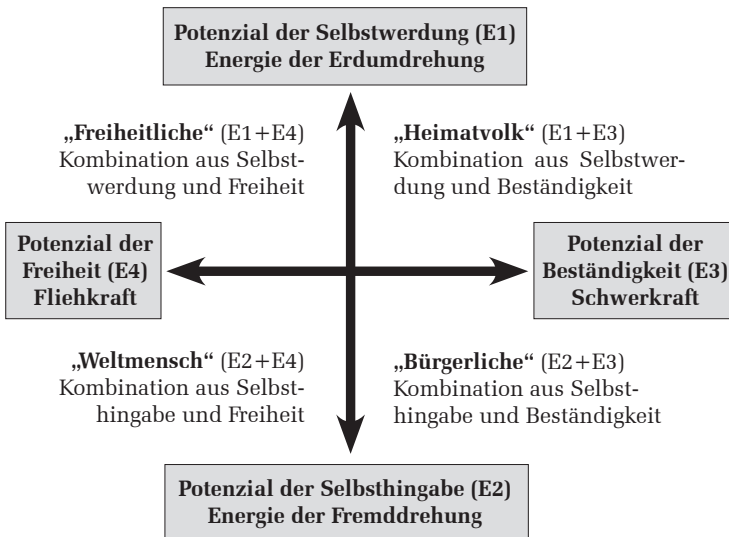 Potenzial der Selbstwerdung (E1)
Energie der Erdumdrehung
„Freiheitliche“ (E1+E4)
Kombination aus Selbst-
werdung und Freiheit
„Heimatvolk“ (E1+E3)
Kombination aus Selbstwer-
dung und Beständigkeit
Potenzial der
Freiheit (E4)
Fliehkraft
Potenzial der
Beständigkeit (E3)
Schwerkraft
„Weltmensch“ (E2+E4)
Kombination aus Selbst-
hingabe und Freiheit
„Bürgerliche“ (E2+E3)
Kombination aus Selbst-
hingabe und Beständigkeit
Potenzial der Selbsthingabe (E2)
Energie der Fremddrehung